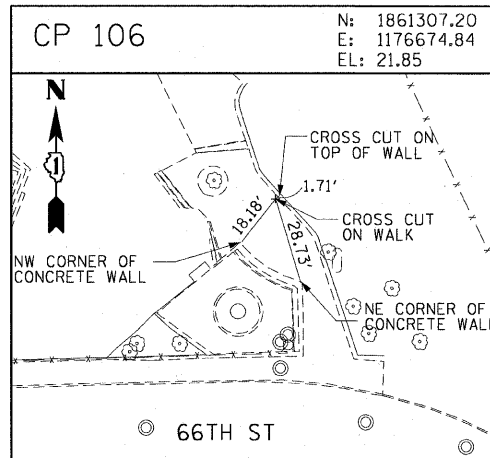 CP 106
N: 1861307.20
E: 1176674.84
EL: 21.85
N
1
CROSS CUT ON
TOP OF WALL
1.71'
CROSS CUT
ON WALK
18.18'
28.73'
NW CORNER OF
CONCRETE WALL
NE CORNER OF
CONCRETE WALL
66TH ST